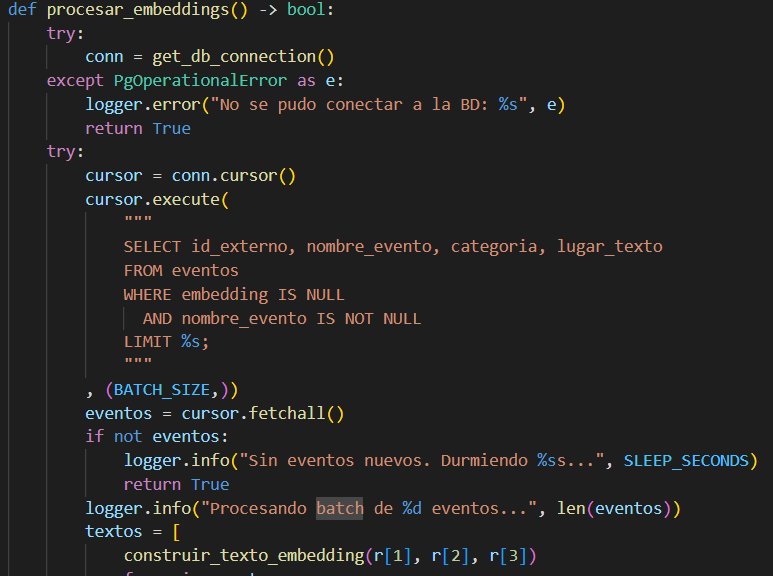 def procesar_embeddings() -> bool:
    try:
        conn = get_db_connection()
    except PgOperationalError as e:
        logger.error("No se pudo conectar a la BD: %s", e)
        return True
    try:
        cursor = conn.cursor()
        cursor.execute(
            """
            SELECT id_externo, nombre_evento, categoria, lugar_texto
            FROM eventos
            WHERE embedding IS NULL
              AND nombre_evento IS NOT NULL
            LIMIT %s;
            """
        , (BATCH_SIZE,))
        eventos = cursor.fetchall()
        if not eventos:
            logger.info("Sin eventos nuevos. Durmiendo %ss...", SLEEP_SECONDS)
            return True
        logger.info("Procesando batch de %d eventos...", len(eventos))
        textos = [
            construir_texto_embedding(r[1], r[2], r[3])